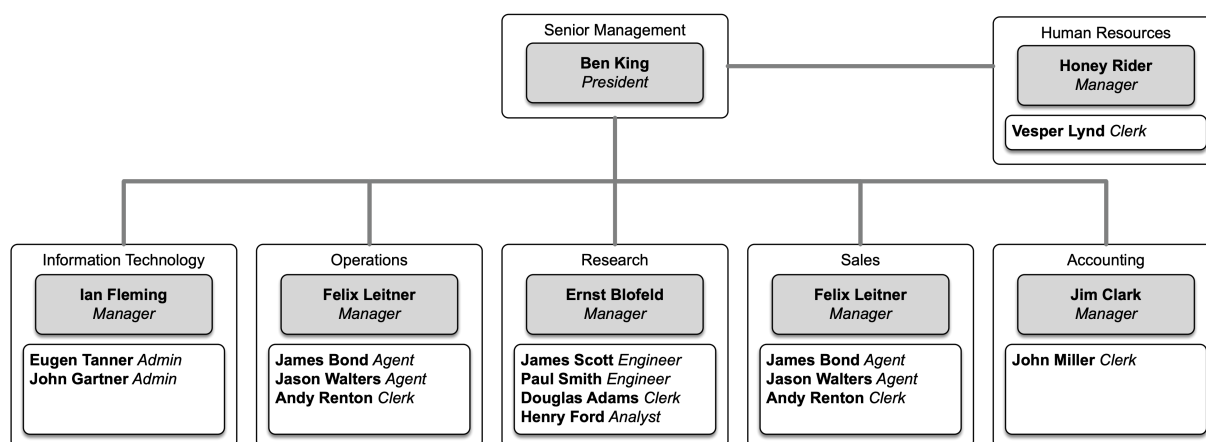 Senior Management
Ben King
President
Human Resources
Honey Rider
Manager
Vesper Lynd Clerk
Information Technology
Ian Fleming
Manager
Eugen Tanner Admin
John Gartner Admin
Operations
Felix Leitner
Manager
James Bond Agent
Jason Walters Agent
Andy Renton Clerk
Research
Ernst Blofeld
Manager
James Scott Engineer
Paul Smith Engineer
Douglas Adams Clerk
Henry Ford Analyst
Sales
Felix Leitner
Manager
James Bond Agent
Jason Walters Agent
Andy Renton Clerk
Accounting
Jim Clark
Manager
John Miller Clerk